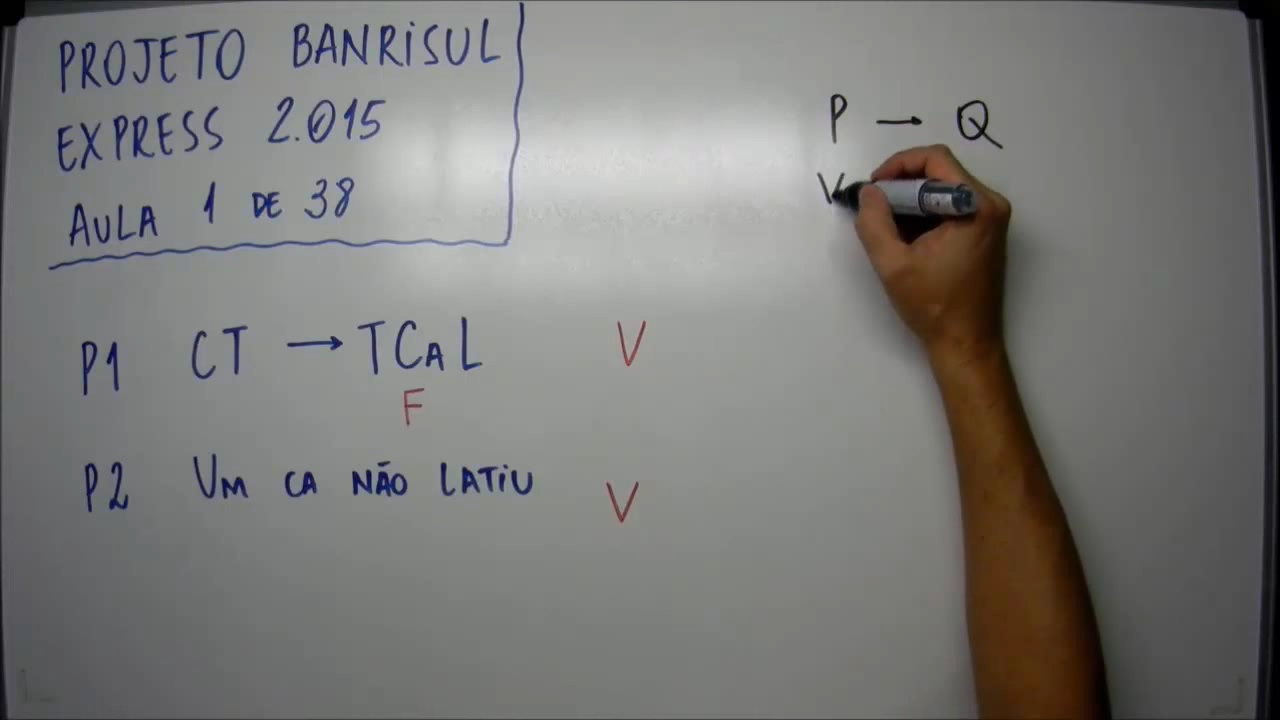 PROJETO BANRISUL
EXPRESS 2.015
AULA 1 DE 38
P → Q
V
P1 CT → TCAL V
F
P2 UM CA NÃO LATIU V